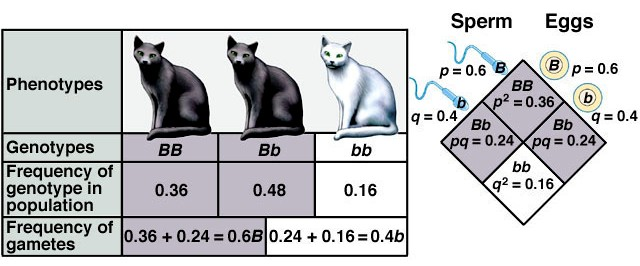 Phenotypes
Genotypes
BB
Bb
bb
Frequency of
genotype in
population
0.36
0.48
0.16
Frequency of
gametes
0.36 + 0.24 = 0.6B
0.24 + 0.16 = 0.4b
Sperm
Eggs
p = 0.6
B
B
p = 0.6
b
q = 0.4
b
q = 0.4
BB
p² = 0.36
Bb
pq = 0.24
Bb
pq = 0.24
bb
q² = 0.16